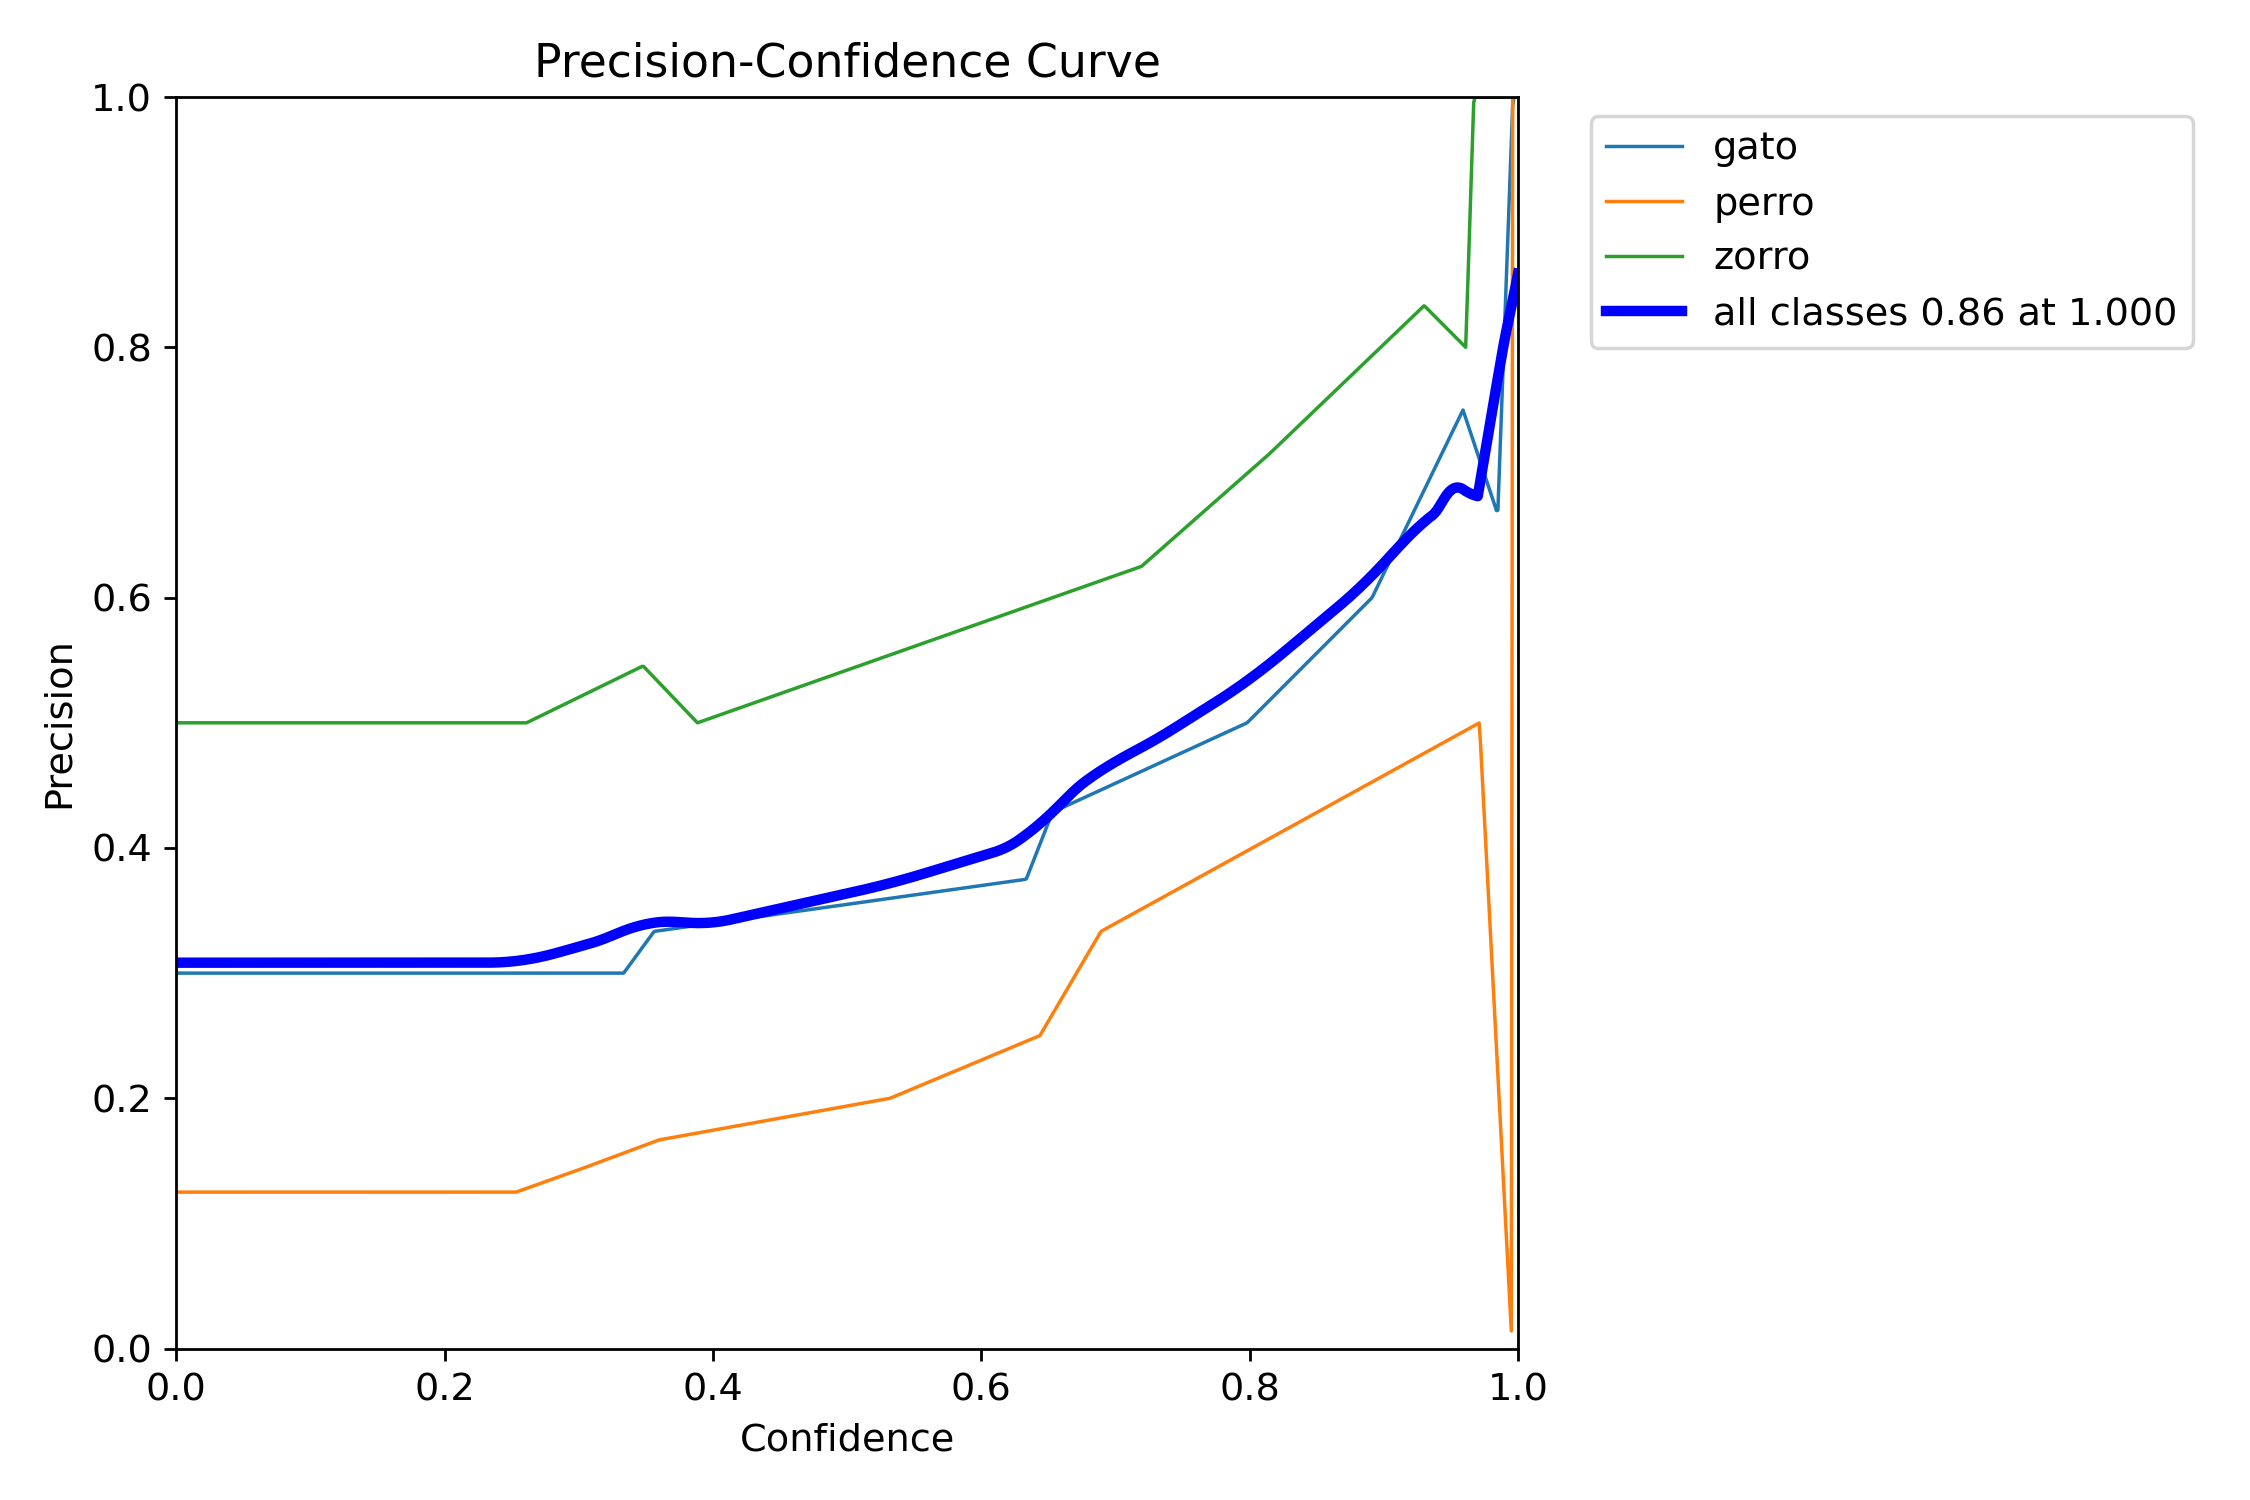 Precision-Confidence Curve
1.0
0.8
0.6
0.4
0.2
0.0
Precision
0.0 0.2 0.4 0.6 0.8 1.0
Confidence
gato
perro
zorro
all classes 0.86 at 1.000